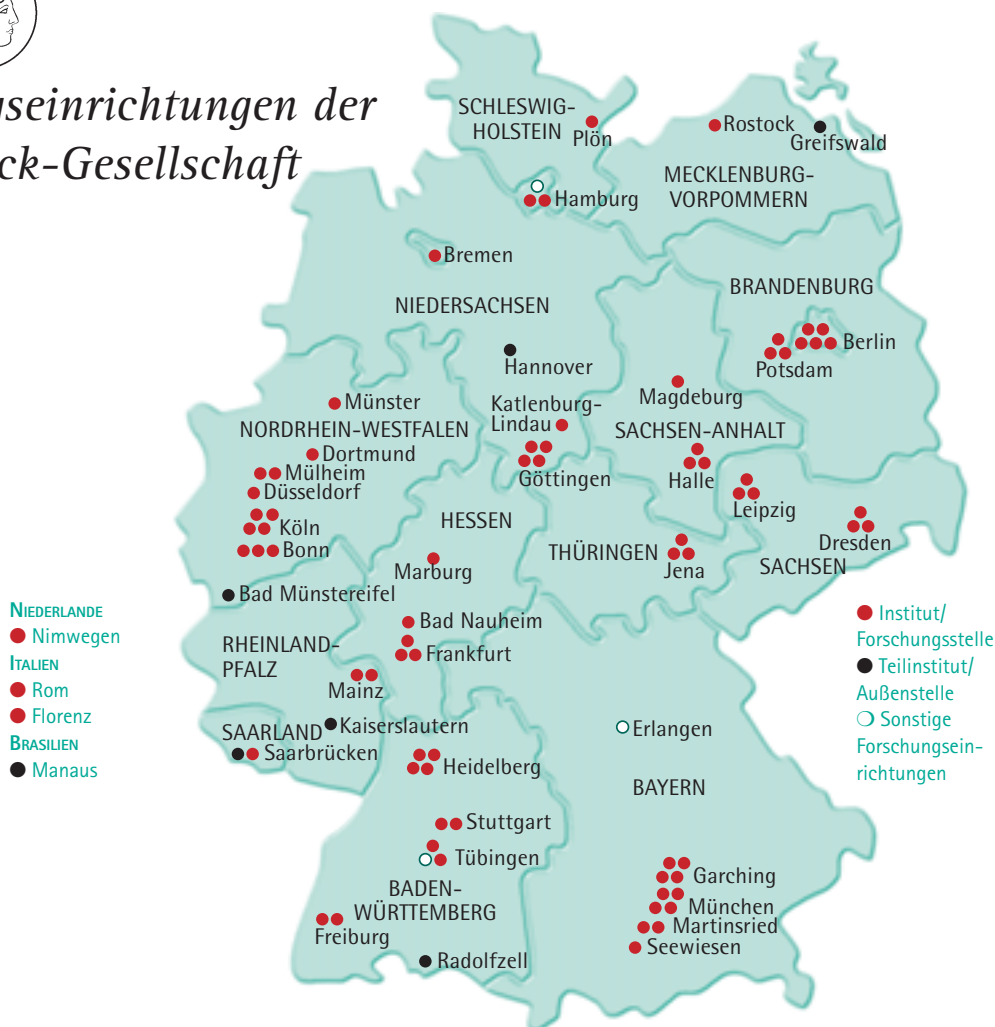 gseinrichtungen der
ck-Gesellschaft
SCHLESWIG-
HOLSTEIN
Plön
Rostock
Greifswald
MECKLENBURG-
VORPOMMERN
Hamburg
Bremen
NIEDERSACHSEN
BRANDENBURG
Berlin
Potsdam
Hannover
Magdeburg
Katlenburg-
Lindau
Göttingen
SACHSEN-ANHALT
Halle
Leipzig
Dresden
SACHSEN
Münster
NORDRHEIN-WESTFALEN
Dortmund
Mülheim
Düsseldorf
Köln
Bonn
HESSEN
Marburg
THÜRINGEN
Jena
Bad Münstereifel
Bad Nauheim
Frankfurt
RHEINLAND-
PFALZ
Mainz
SAARLAND
Kaiserslautern
Saarbrücken
Erlangen
BAYERN
Heidelberg
Stuttgart
Tübingen
BADEN-
WÜRTTEMBERG
Freiburg
Radolfzell
Garching
München
Martinsried
Seewiesen
NIEDERLANDE
Nimwegen
ITALIEN
Rom
Florenz
BRASILIEN
Manaus
Institut/
Forschungsstelle
Teilinstitut/
Außenstelle
Sonstige
Forschungsein-
richtungen